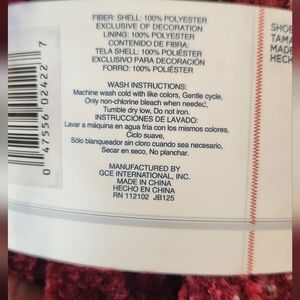 FIBER: SHELL: 100% POLYESTER
EXCLUSIVE OF DECORATION
LINING: 100% POLYESTER
CONTENIDO DE FIBRA:
TELA SHELL: 100% POLIÉSTER
EXCLUSIVO PARA DECORACIÓN
FORRO: 100% POLIÉSTER
WASH INSTRUCTIONS:
Machine wash cold with like colors, Gentle cycle,
Only non-chlorine bleach when needed,
Tumble dry low, Do not iron.
INSTRUCCIONES DE LAVADO:
Lavar a máquina en agua fria con los mismos colores,
Ciclo suave,
Sólo blanqueador sin cloro cuando sea necesario,
Secar en seco, No planchar.
MANUFACTURED BY
GCE INTERNATIONAL, INC.
MADE IN CHINA
HECHO EN CHINA
RN 112102 JB125
0 47556 02422 7
SHOE
TAMA
MADE
HECH